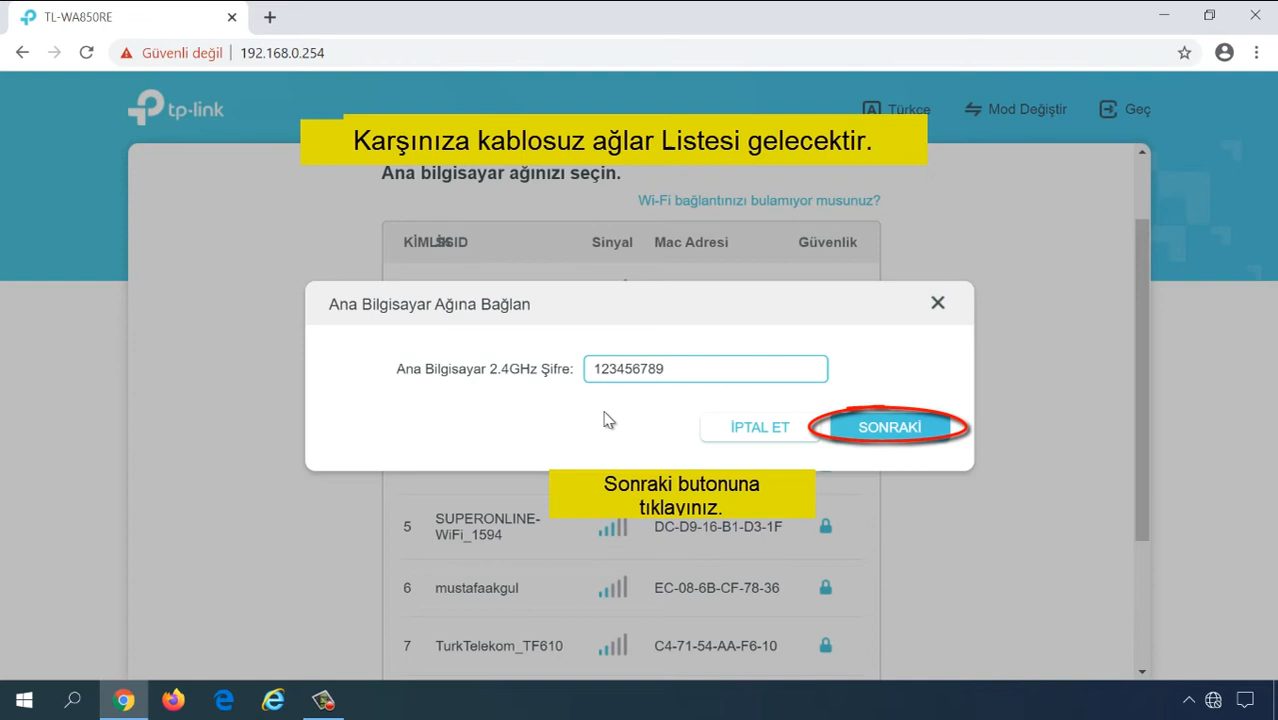 TL-WA850RE
Güvenli değil
192.168.0.254
tp-link
Türkçe
Mod Değiştir
Geç
Karşınıza kablosuz ağlar Listesi gelecektir.
Ana bilgisayar ağınızı seçin.
Wi-Fi bağlantınızı bulamıyor musunuz?
Sinyal Mac Adresi Güvenlik
Ana Bilgisayar Ağına Bağlan
Ana Bilgisayar 2.4GHz Şifre: 123456789
İPTAL ET
SONRAKİ
Sonraki butonuna
tıklayınız.
5 SUPERONLINE-
WiFi_1594
DC-D9-16-B1-D3-1F
6 mustafaakgul EC-08-6B-CF-78-36
7 TurkTelekom_TF610 C4-71-54-AA-F6-10